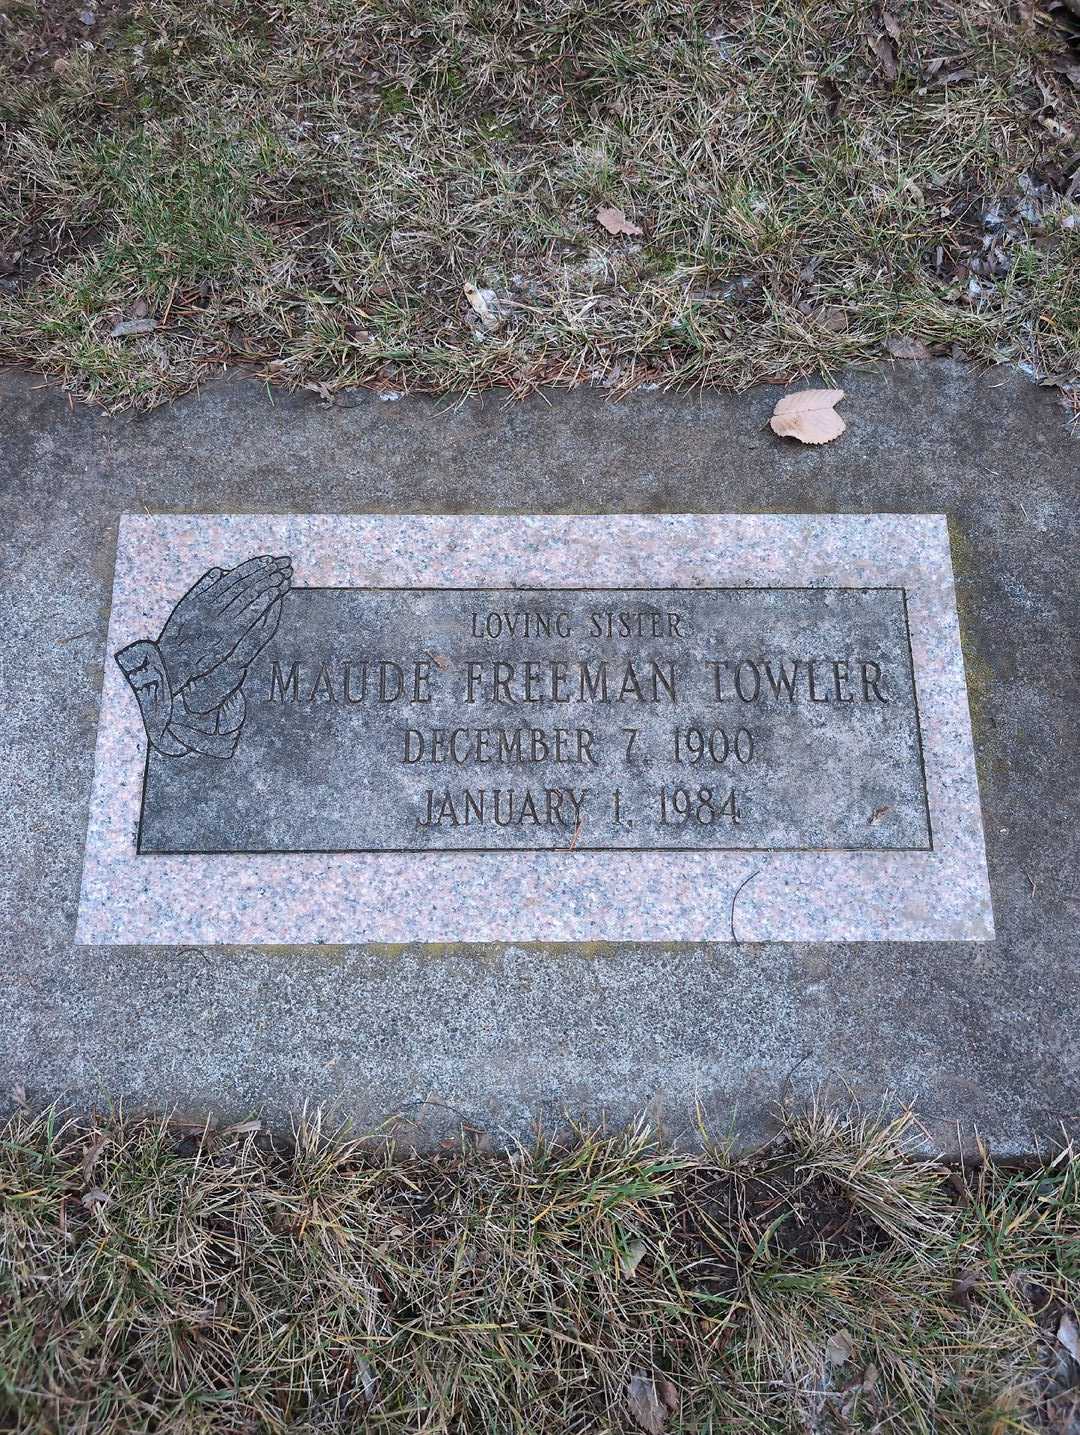 LOVING SISTER
MAUDE FREEMAN TOWLER
DECEMBER 7, 1900
JANUARY 1, 1984